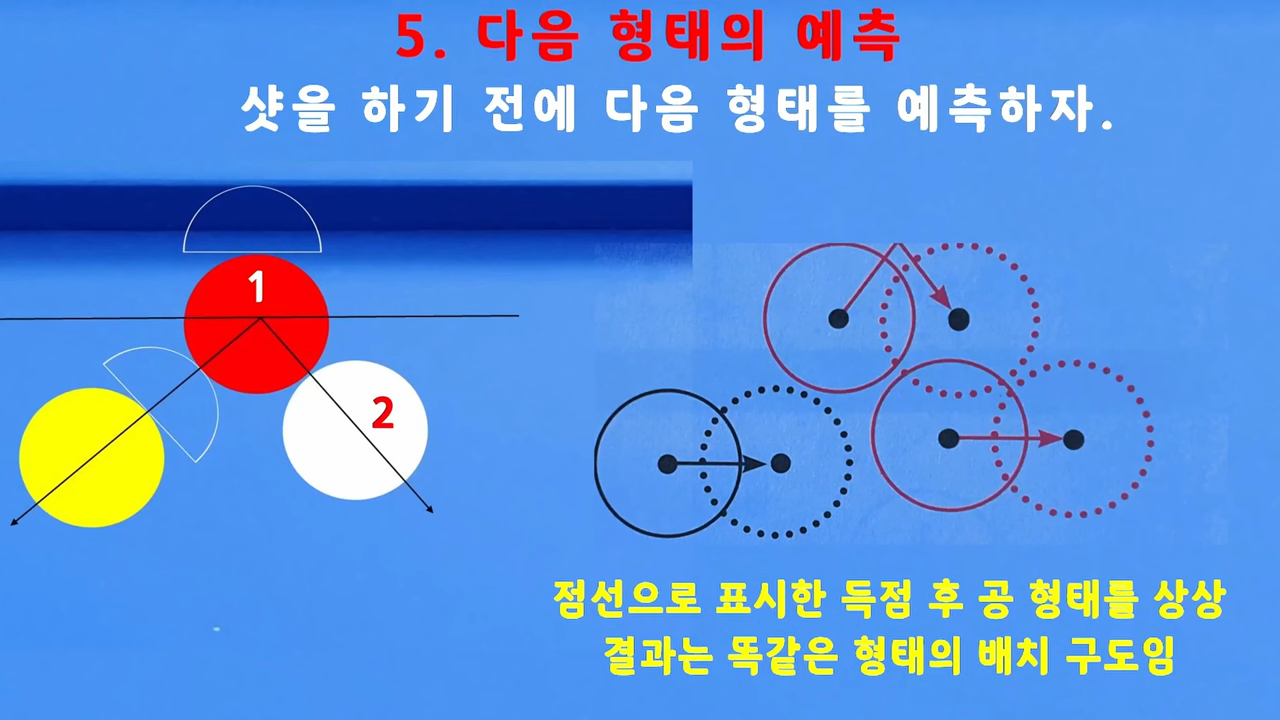 5. 다음 형태의 예측
샷을 하기 전에 다음 형태를 예측하자.
1
2
점선으로 표시한 득점 후 공 형태를 상상
결과는 똑같은 형태의 배치 구도임